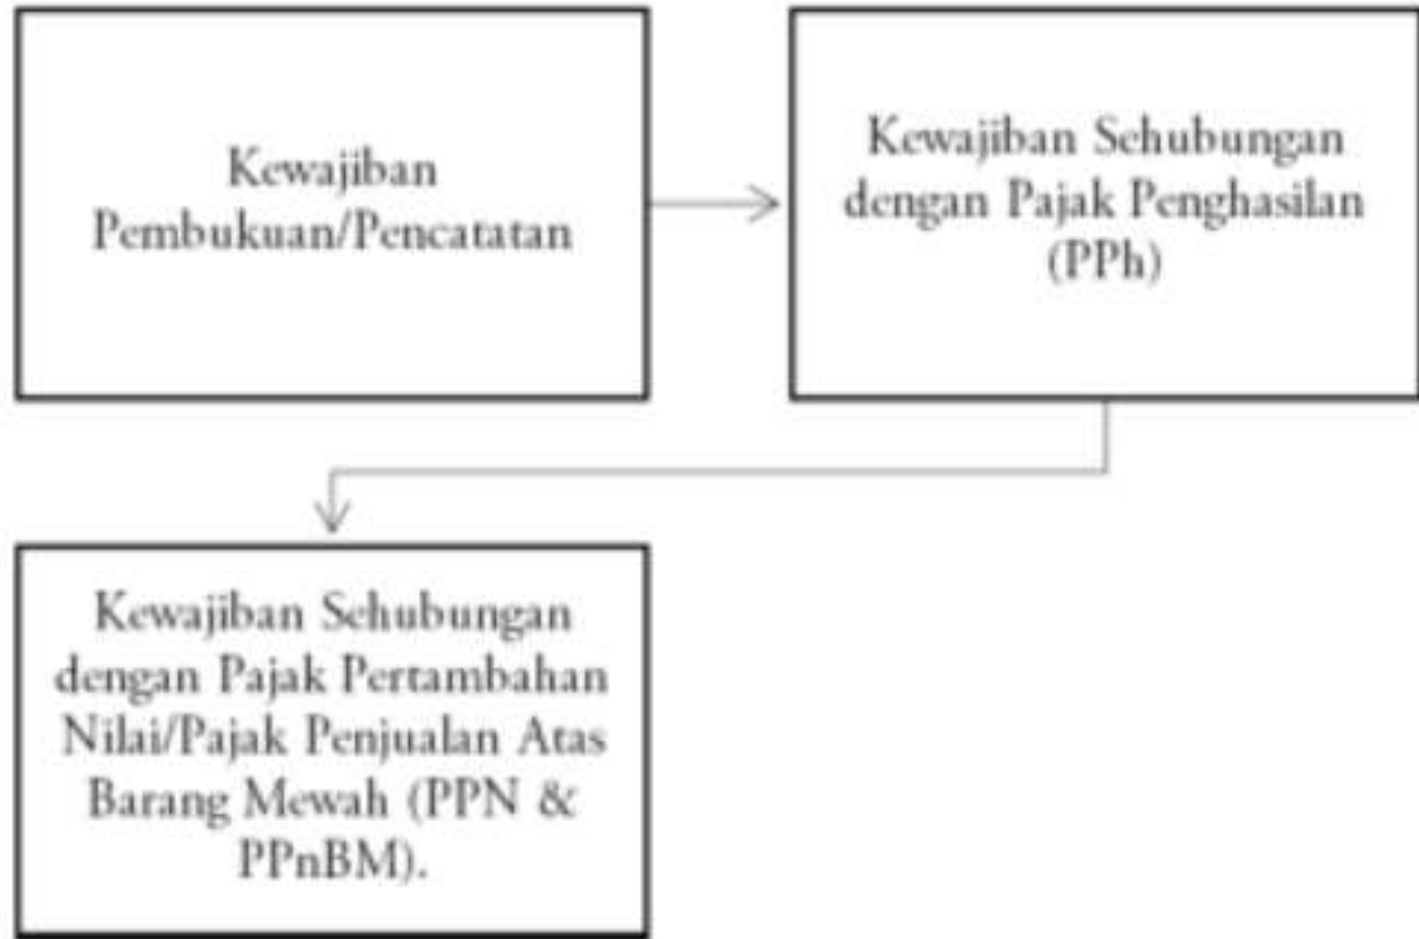 Kewajiban
Pembukuan/Pencatatan
Kewajiban Sehubungan
dengan Pajak Penghasilan
(PPh)
Kewajiban Sehubungan
dengan Pajak Pertambahan
Nilai/Pajak Penjualan Atas
Barang Mewah (PPN &
PPnBM).